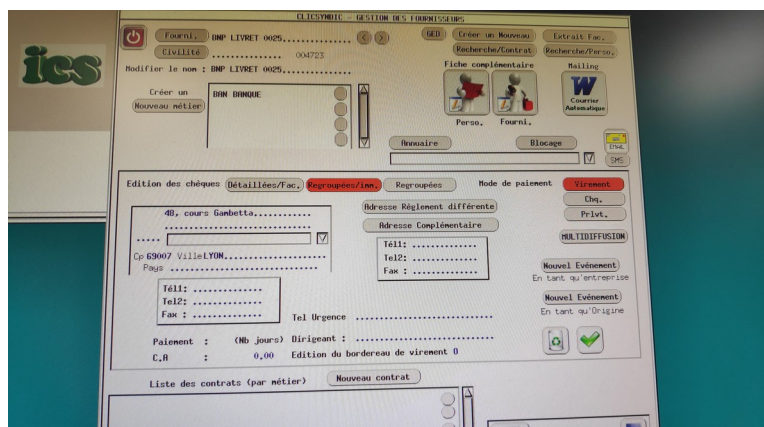 CLICSYNDIC - GESTION DES FOURNISSEURS
ics
Fourni. BNP LIVRET 0025.............. < > GED Créer un Nouveau Extrait Fac.
Civilité ............... 004723 Recherche/Contrat Recherche/Perso.
Modifier le nom : BNP LIVRET 0025............... Fiche complémentaire Mailing
Créer un
Nouveau métier
BAN BANQUE
W
Courrier
Automatique
Perso. Fourni.
Annuaire Blocage
EMAIL
SMS
Edition des chèques Détaillées/Fac. Regroupées/imm. Regroupées Mode de paiement Virement
Chq.
Prlvt.
48, cours Gambetta............
Adresse Règlement différente
Adresse Complémentaire
MULTIDIFFUSION
Cp 69007 Ville LYON.......................
Pays ..............................
Tél1: ..............
Tel2: ..............
Fax : ..............
Nouvel Evénement
En tant qu'entreprise
Tél1: ..............
Tel2: ..............
Fax : ..............
Nouvel Evénement
En tant qu'Origine
Tel Urgence ..............................
Paiement : (Nb jours) Dirigeant : ..............................
C.A : 0.00 Edition du bordereau de virement 0
Liste des contrats (par métier) Nouveau contrat